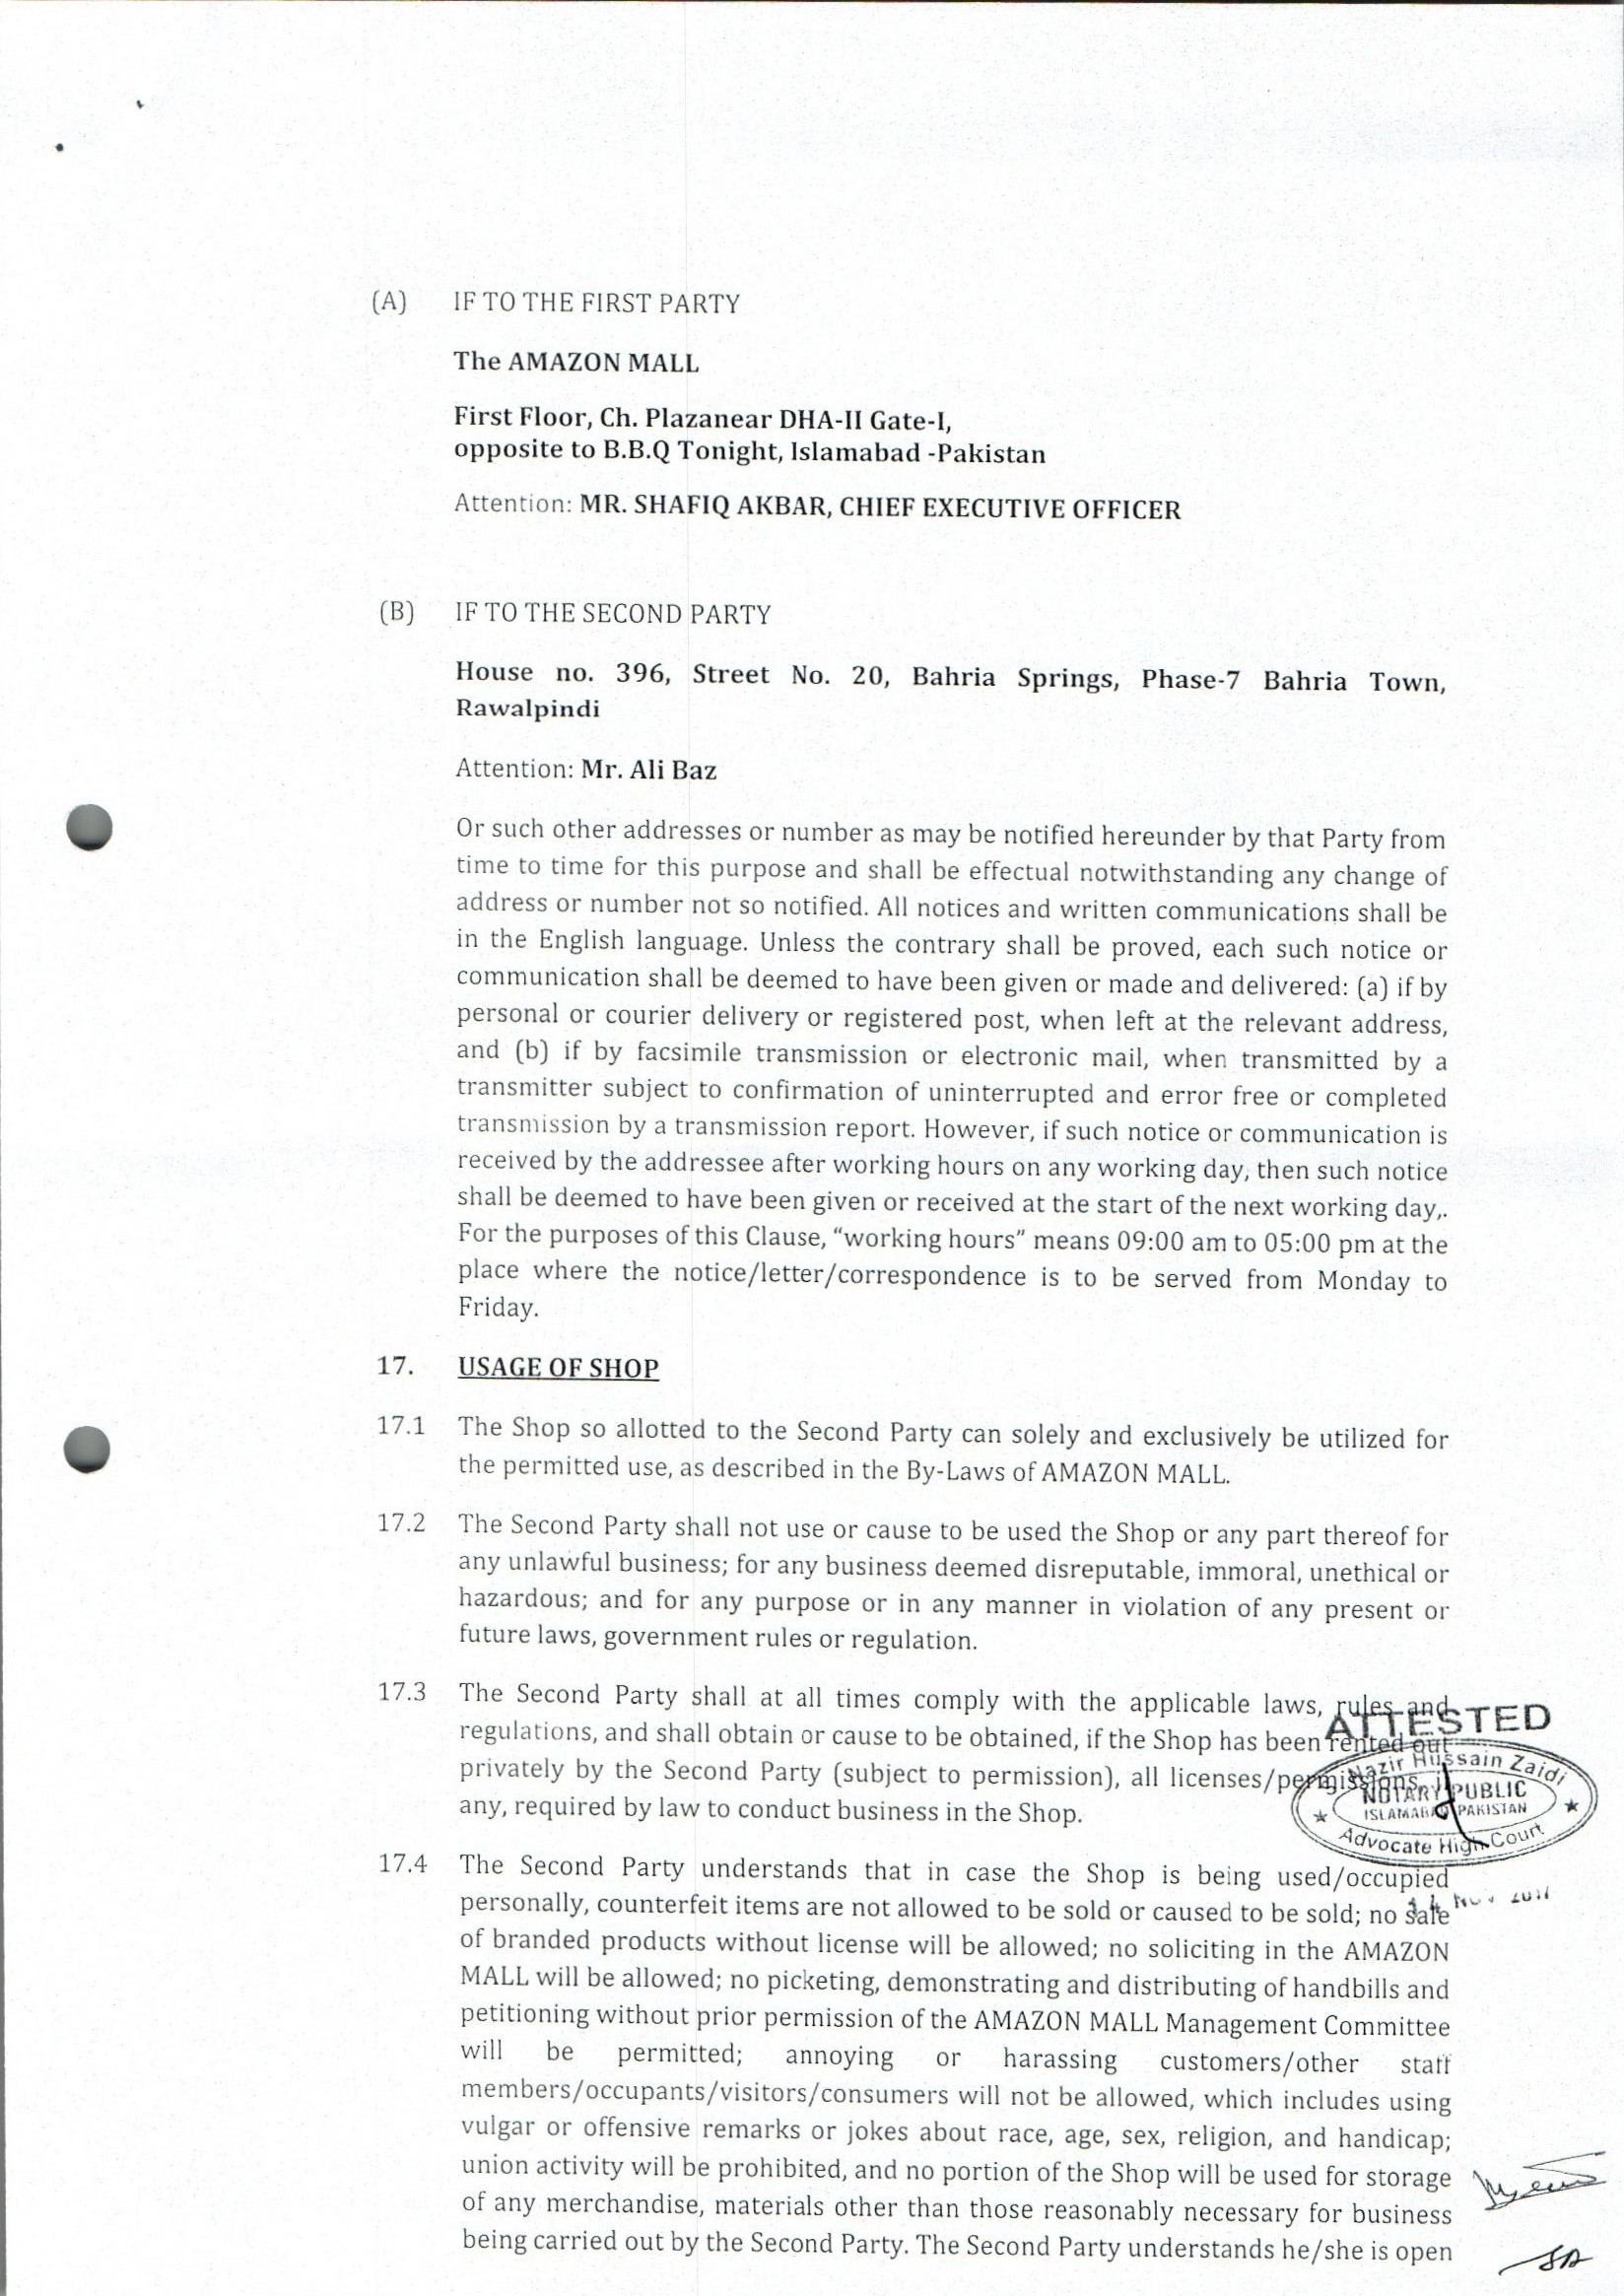 (A) IF TO THE FIRST PARTY
The AMAZON MALL
First Floor, Ch. Plazanear DHA-II Gate-I,
opposite to B.B.Q Tonight, Islamabad -Pakistan
Attention: MR. SHAFIQ AKBAR, CHIEF EXECUTIVE OFFICER
(B) IF TO THE SECOND PARTY
House no. 396, Street No. 20, Bahria Springs, Phase-7 Bahria Town,
Rawalpindi
Attention: Mr. Ali Baz
Or such other addresses or number as may be notified hereunder by that Party from
time to time for this purpose and shall be effectual notwithstanding any change of
address or number not so notified. All notices and written communications shall be
in the English language. Unless the contrary shall be proved, each such notice or
communication shall be deemed to have been given or made and delivered: (a) if by
personal or courier delivery or registered post, when left at the relevant address,
and (b) if by facsimile transmission or electronic mail, when transmitted by a
transmitter subject to confirmation of uninterrupted and error free or completed
transmission by a transmission report. However, if such notice or communication is
received by the addressee after working hours on any working day, then such notice
shall be deemed to have been given or received at the start of the next working day,.
For the purposes of this Clause, “working hours” means 09:00 am to 05:00 pm at the
place where the notice/letter/correspondence is to be served from Monday to
Friday.
17. USAGE OF SHOP
17.1 The Shop so allotted to the Second Party can solely and exclusively be utilized for
the permitted use, as described in the By-Laws of AMAZON MALL.
17.2 The Second Party shall not use or cause to be used the Shop or any part thereof for
any unlawful business; for any business deemed disreputable, immoral, unethical or
hazardous; and for any purpose or in any manner in violation of any present or
future laws, government rules or regulation.
17.3 The Second Party shall at all times comply with the applicable laws, rules and
regulations, and shall obtain or cause to be obtained, if the Shop has been rented out
privately by the Second Party (subject to permission), all licenses/permissions, if
any, required by law to conduct business in the Shop.
ATTESTED
Nazir Hussain Zaidi
NOTARY PUBLIC
ISLAMABAD PAKISTAN
Advocate High Court
17.4 The Second Party understands that in case the Shop is being used/occupied
personally, counterfeit items are not allowed to be sold or caused to be sold; no sale
of branded products without license will be allowed; no soliciting in the AMAZON
MALL will be allowed; no picketing, demonstrating and distributing of handbills and
petitioning without prior permission of the AMAZON MALL Management Committee
will be permitted; annoying or harassing customers/other staff
members/occupants/visitors/consumers will not be allowed, which includes using
vulgar or offensive remarks or jokes about race, age, sex, religion, and handicap;
union activity will be prohibited, and no portion of the Shop will be used for storage
of any merchandise, materials other than those reasonably necessary for business
being carried out by the Second Party. The Second Party understands he/she is open